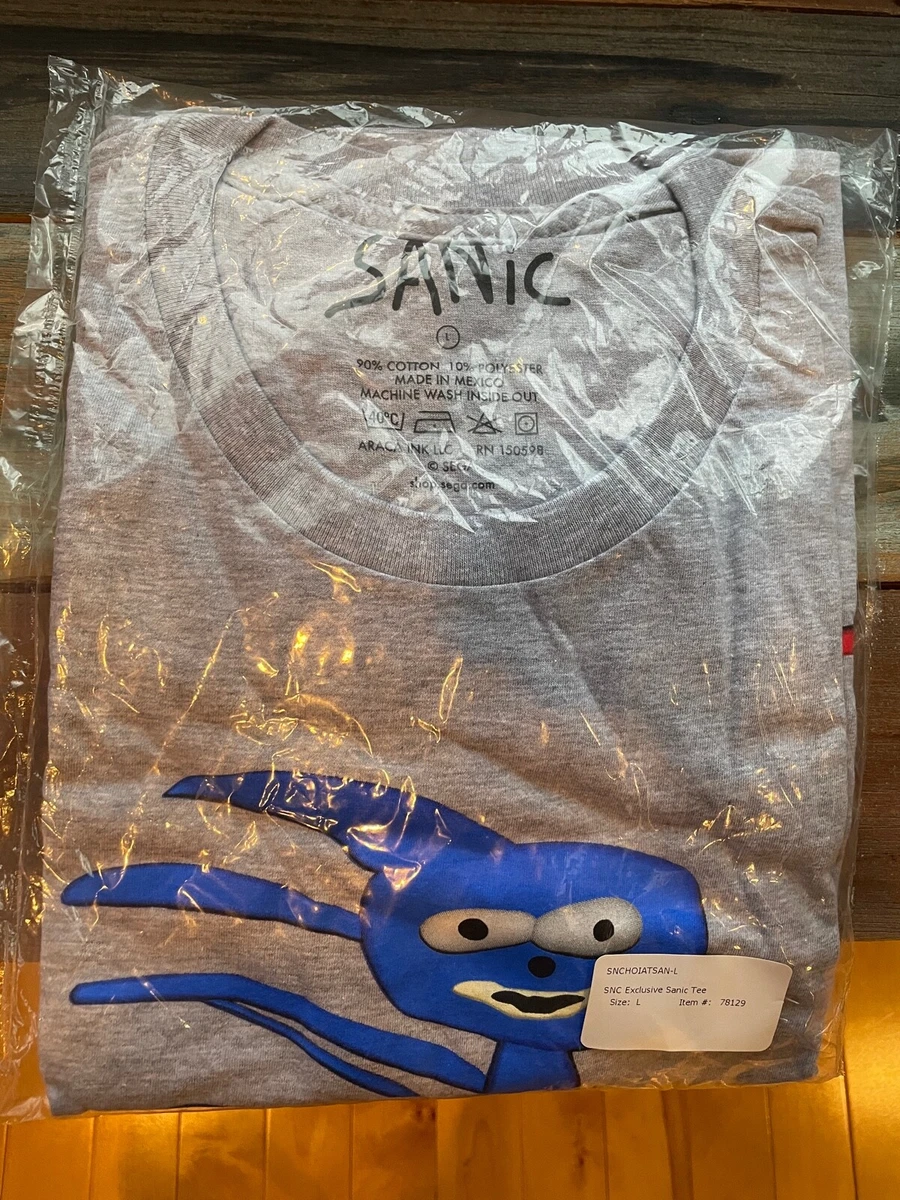 SANic
L
90% COTTON 10% POLYESTER
MADE IN MEXICO
MACHINE WASH INSIDE OUT
40°C
ARACA INK LLC RN 150598
© SEGA
shop.sega.com
SNCHOIATSAN-L
SNC Exclusive Sanic Tee
Size: L Item #: 78129